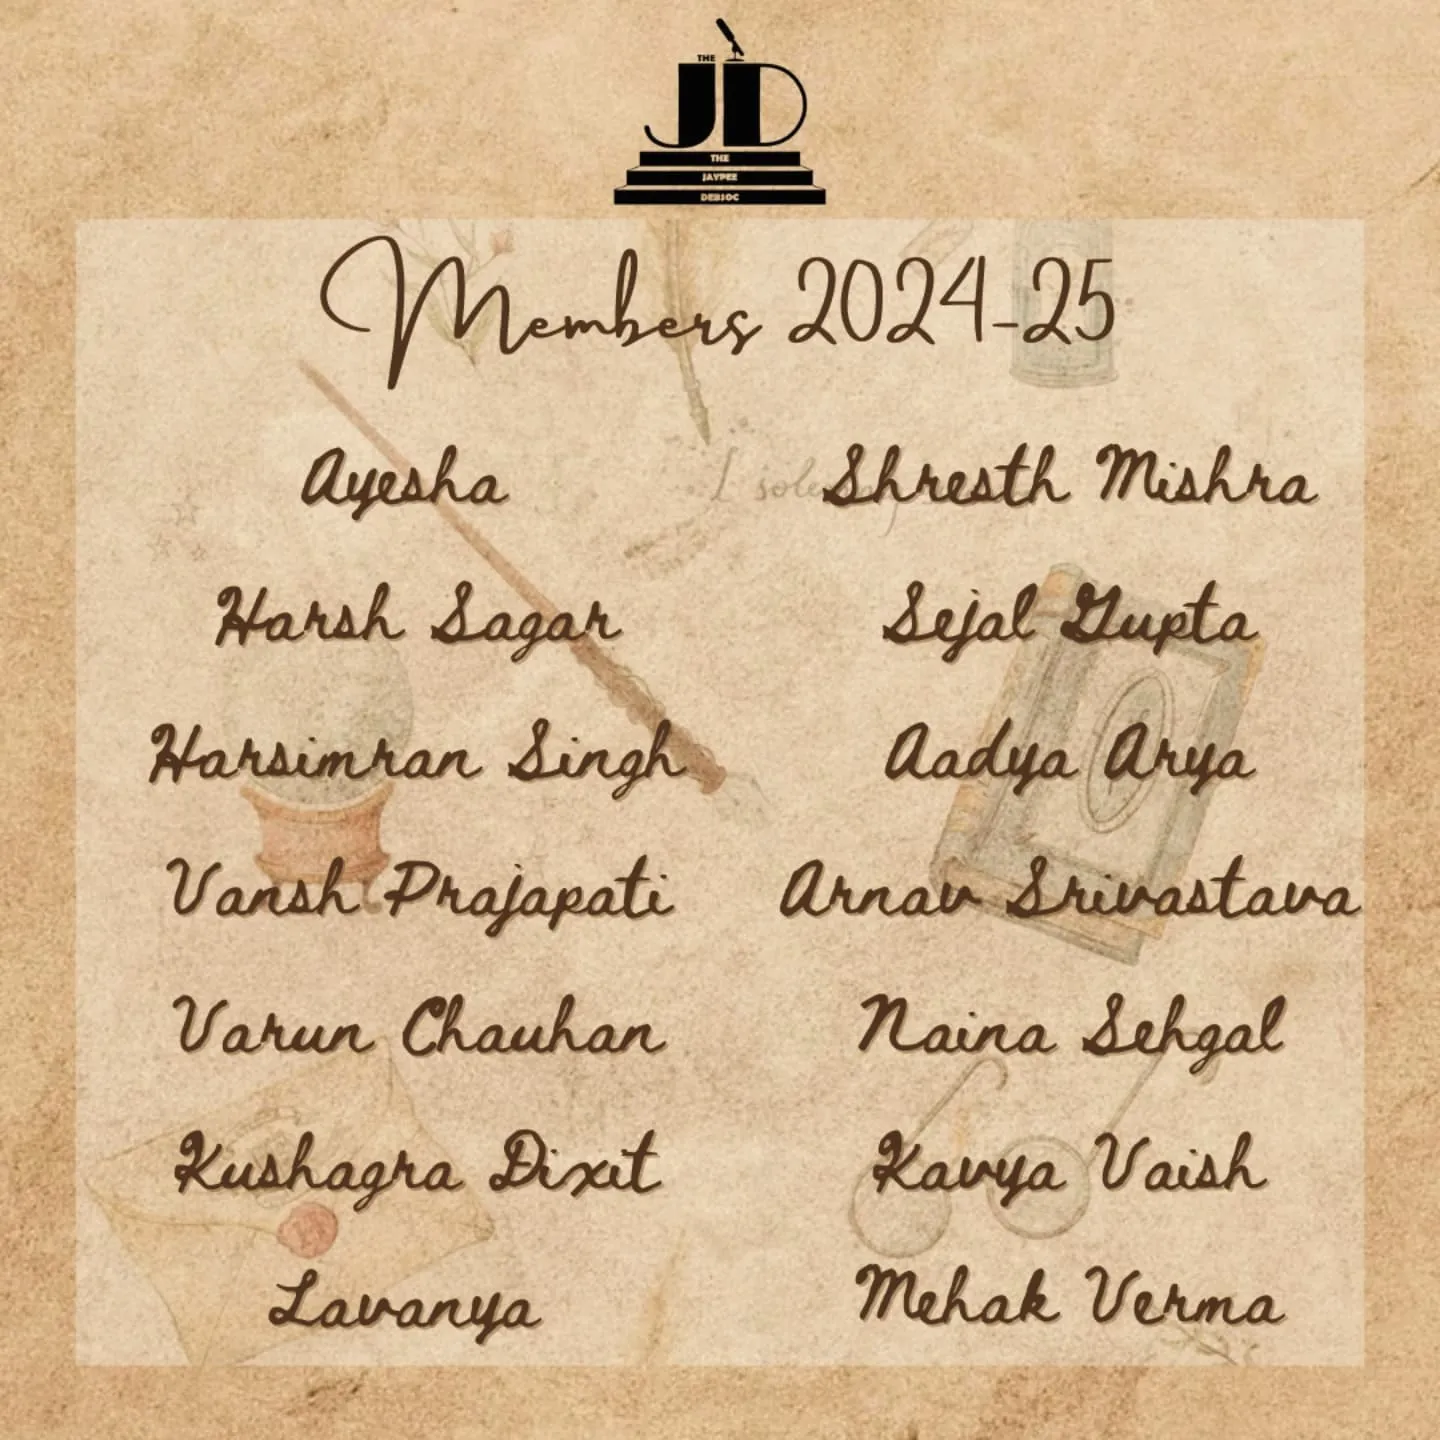 THE
JD
THE
JAYPEE
DEBSOC
Members 2024-25
Ayesha
Harsh Sagar
Harsimran Singh
Vansh Prajapati
Varun Chauhan
Kushagra Dixit
Lavanya
Shresth Mishra
Sejal Gupta
Aadya Arya
Arnav Srivastava
Naina Sehgal
Kavya Vaish
Mehak Verma